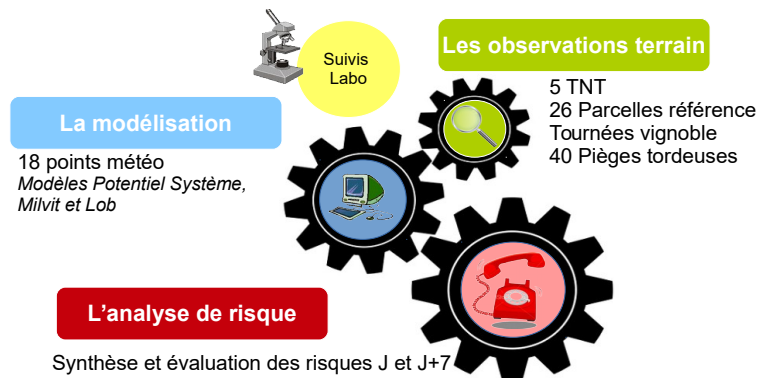 Suivis
Labo
Les observations terrain
5 TNT
26 Parcelles référence
Tournées vignoble
40 Pièges tordeuses
La modélisation
18 points météo
Modèles Potentiel Système,
Milvit et Lob
L'analyse de risque
Synthèse et évaluation des risques J et J+7